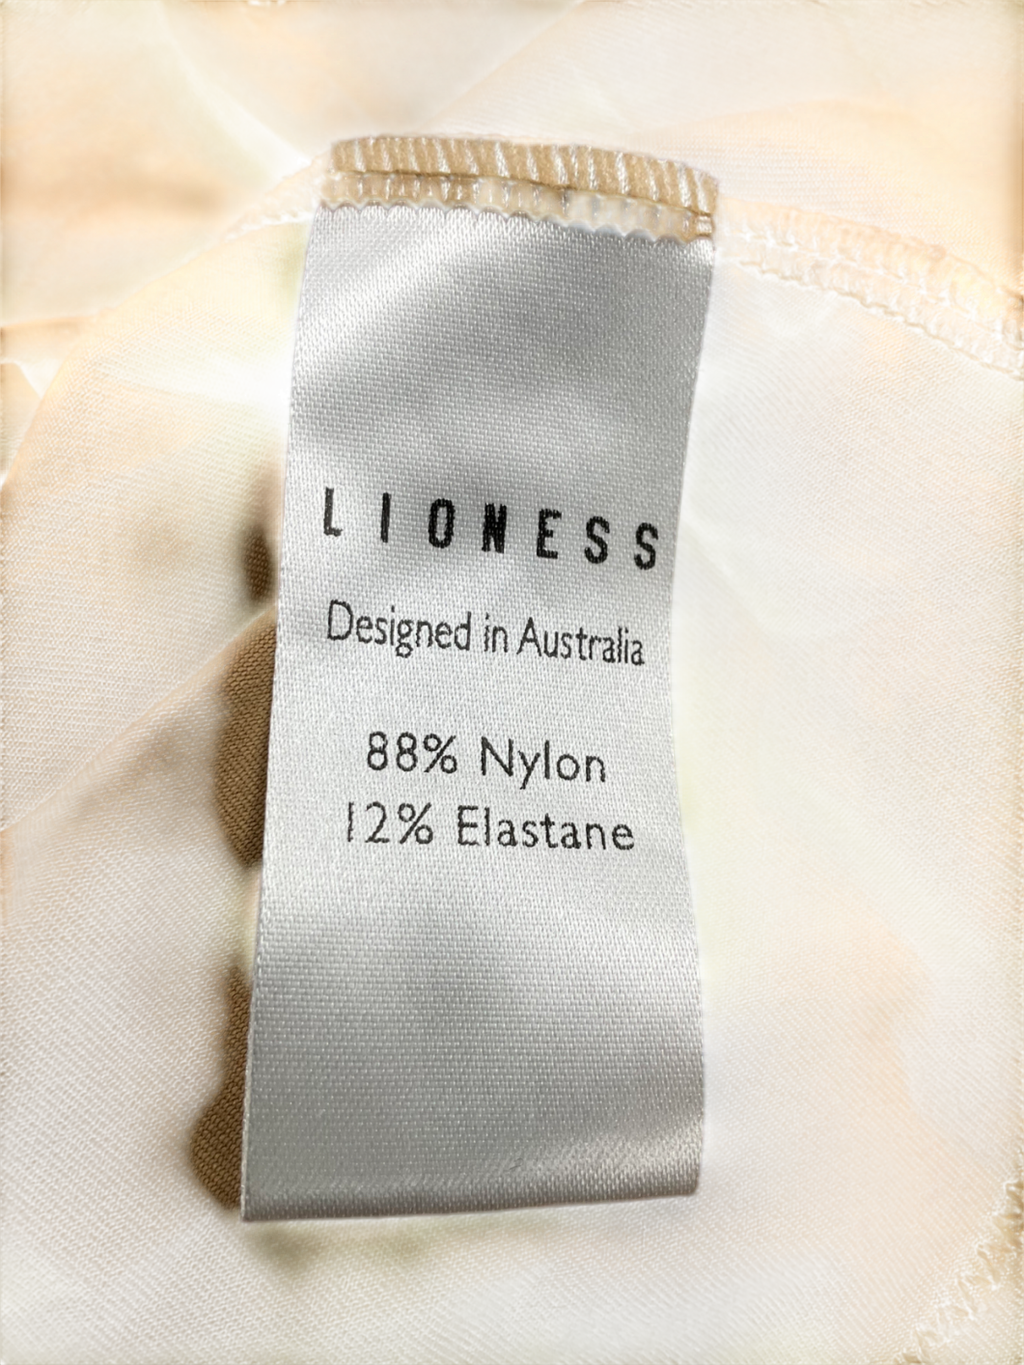 LIONESS
Designed in Australia
88% Nylon
12% Elastane